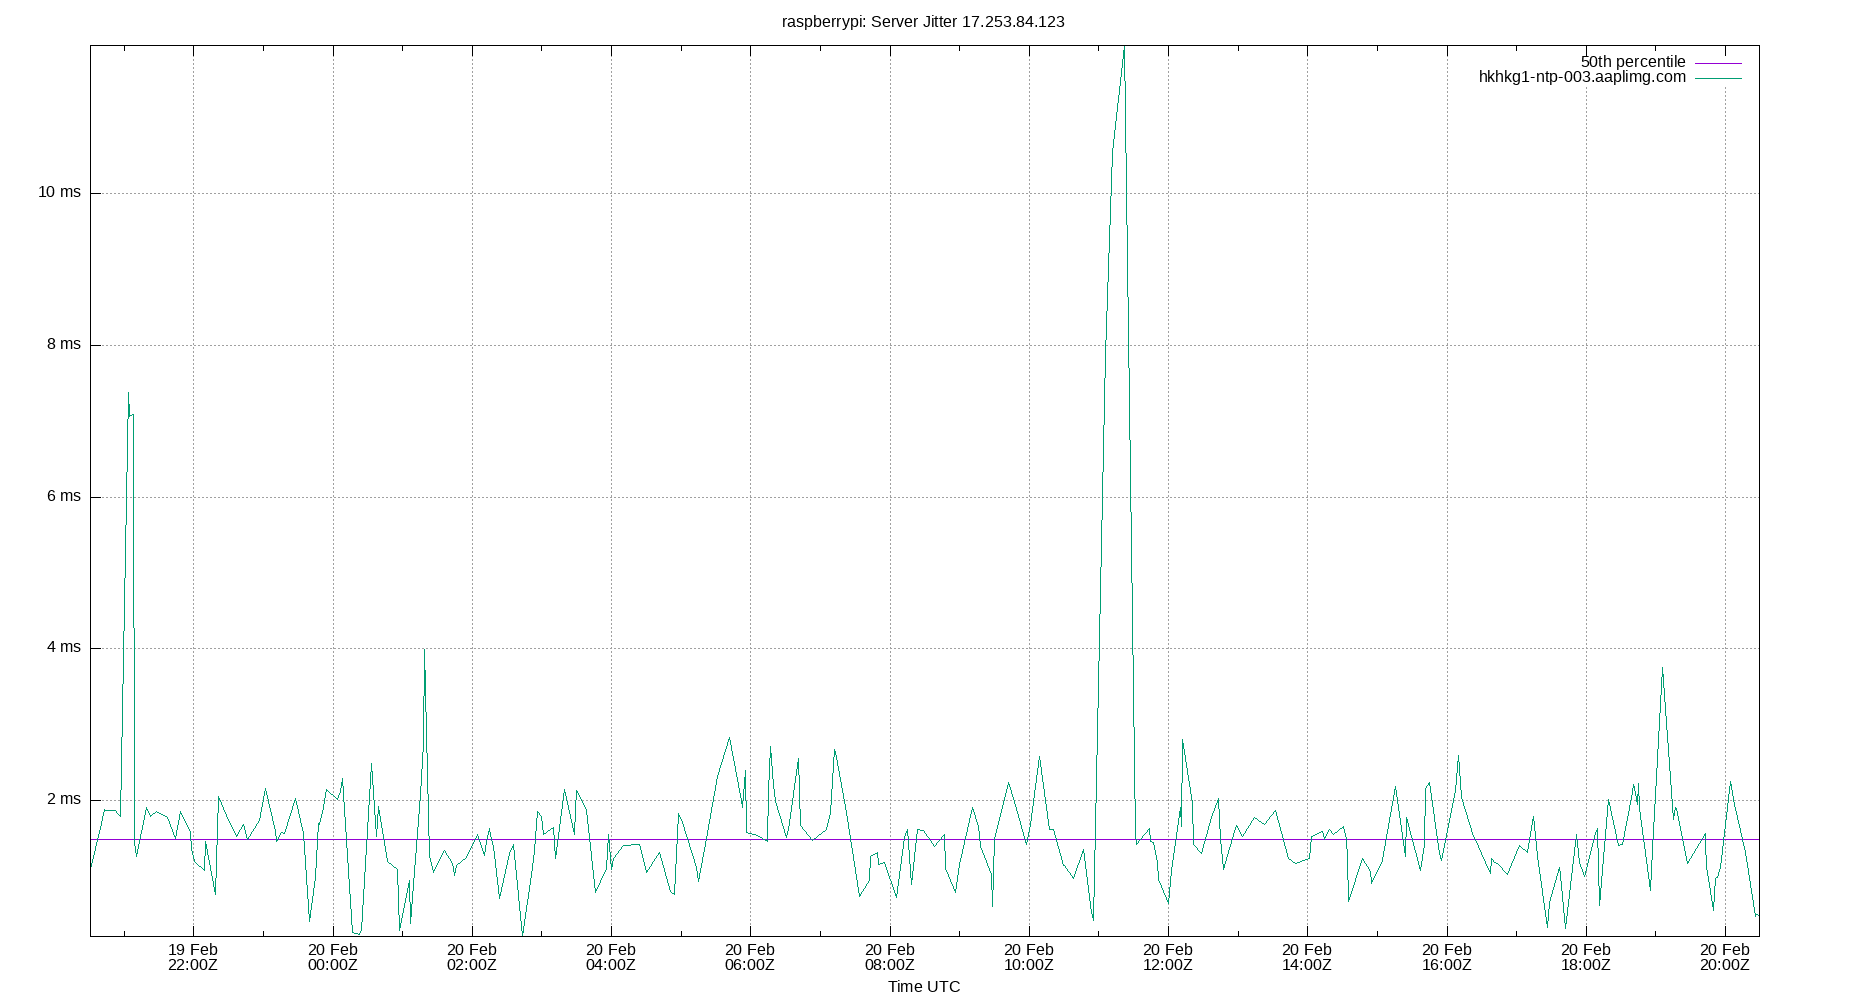 raspberrypi: Server Jitter 17.253.84.123
50th percentile
hkhkg1-ntp-003.aaplimg.com
10 ms
8 ms
6 ms
4 ms
2 ms
19 Feb 20 Feb 20 Feb 20 Feb 20 Feb 20 Feb 20 Feb 20 Feb 20 Feb 20 Feb 20 Feb 20 Feb
22:00Z 00:00Z 02:00Z 04:00Z 06:00Z 08:00Z 10:00Z 12:00Z 14:00Z 16:00Z 18:00Z 20:00Z
Time UTC